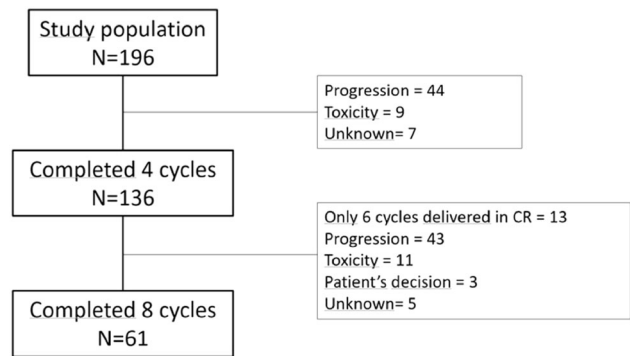 Study population
N=196
Progression = 44
Toxicity = 9
Unknown= 7
Completed 4 cycles
N=136
Only 6 cycles delivered in CR = 13
Progression = 43
Toxicity = 11
Patient’s decision = 3
Unknown= 5
Completed 8 cycles
N=61